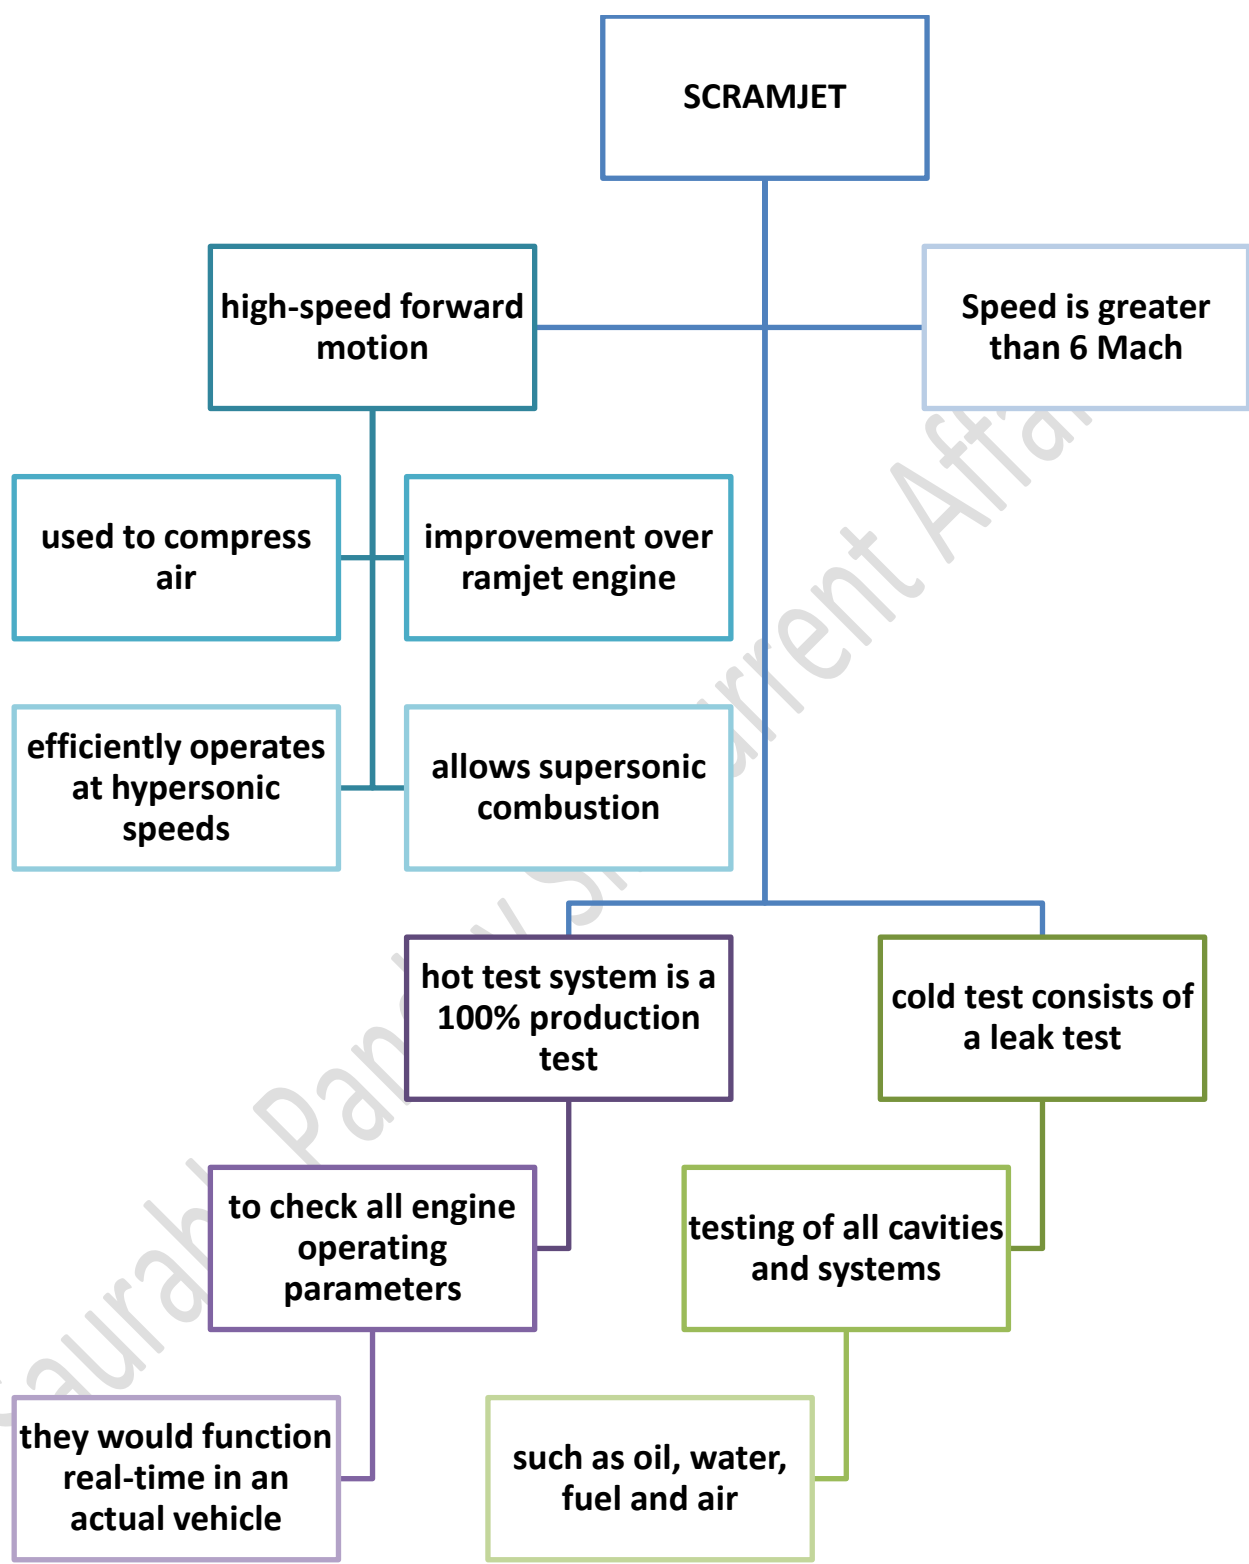 SCRAMJET
high-speed forward
motion
Speed is greater
than 6 Mach
used to compress
air
improvement over
ramjet engine
efficiently operates
at hypersonic
speeds
allows supersonic
combustion
hot test system is a
100% production
test
cold test consists of
a leak test
to check all engine
operating
parameters
testing of all cavities
and systems
they would function
real-time in an
actual vehicle
such as oil, water,
fuel and air
Saurabh